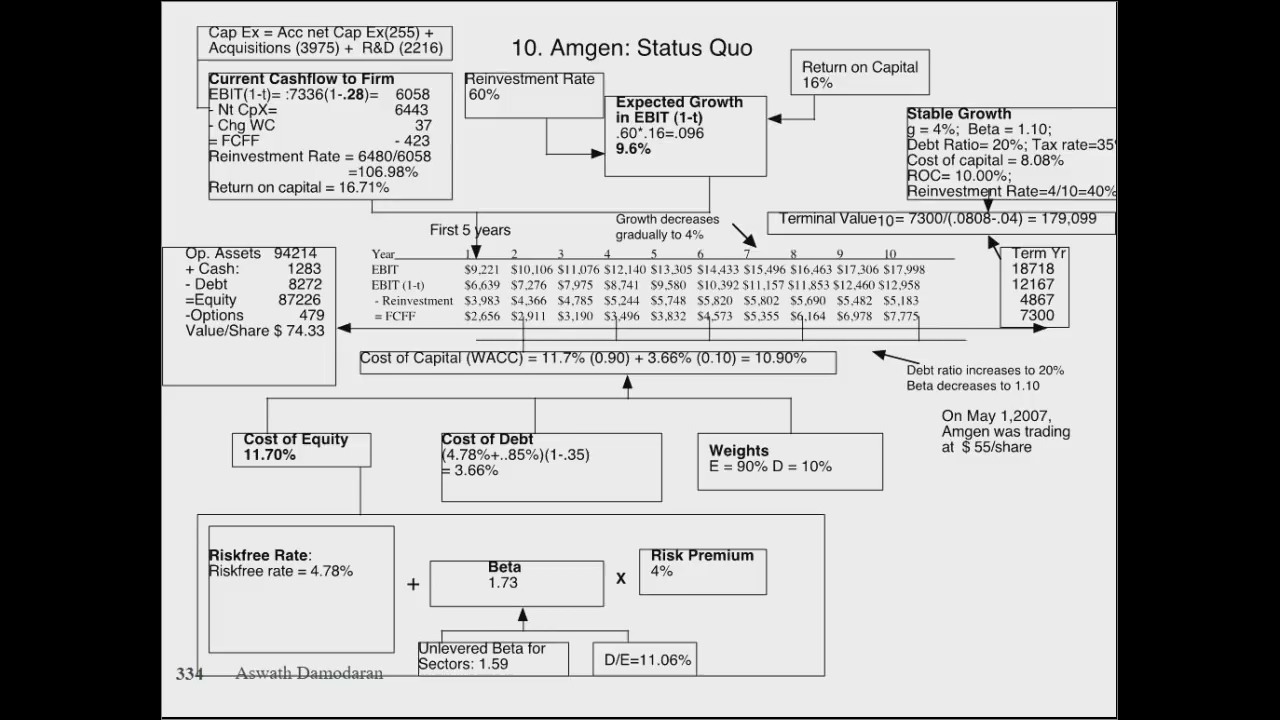 Cap Ex = Acc net Cap Ex(255) +
Acquisitions (3975) + R&D (2216)
10. Amgen: Status Quo
Current Cashflow to Firm
EBIT(1-t)= :7336(1-.28)= 6058
- Nt CpX= 6443
- Chg WC 37
= FCFF - 423
Reinvestment Rate = 6480/6058
=106.98%
Return on capital = 16.71%
Reinvestment Rate
60%
Expected Growth
in EBIT (1-t)
.60*.16=.096
9.6%
Return on Capital
16%
Stable Growth
g = 4%; Beta = 1.10;
Debt Ratio= 20%; Tax rate=35%
Cost of capital = 8.08%
ROC= 10.00%;
Reinvestment Rate=4/10=40%
Terminal Value10= 7300/(.0808-.04) = 179,099
First 5 years
Growth decreases
gradually to 4%
Op. Assets 94214
+ Cash: 1283
- Debt 8272
=Equity 87226
-Options 479
Value/Share $ 74.33
Year 1 2 3 4 5 6 7 8 9 10
EBIT $9,221 $10,106 $11,076 $12,140 $13,305 $14,433 $15,496 $16,463 $17,306 $17,998
EBIT (1-t) $6,639 $7,276 $7,975 $8,741 $9,580 $10,392 $11,157 $11,853 $12,460 $12,958
- Reinvestment $3,983 $4,366 $4,785 $5,244 $5,748 $5,820 $5,802 $5,690 $5,482 $5,183
= FCFF $2,656 $2,911 $3,190 $3,496 $3,832 $4,573 $5,355 $6,164 $6,978 $7,775
Term Yr
18718
12167
4867
7300
Cost of Capital (WACC) = 11.7% (0.90) + 3.66% (0.10) = 10.90%
Debt ratio increases to 20%
Beta decreases to 1.10
On May 1,2007,
Amgen was trading
at $ 55/share
Cost of Equity
11.70%
Cost of Debt
(4.78%+..85%)(1-.35)
= 3.66%
Weights
E = 90% D = 10%
Riskfree Rate:
Riskfree rate = 4.78%
+
Beta
1.73
X
Risk Premium
4%
Unlevered Beta for
Sectors: 1.59
D/E=11.06%
334 Aswath Damodaran